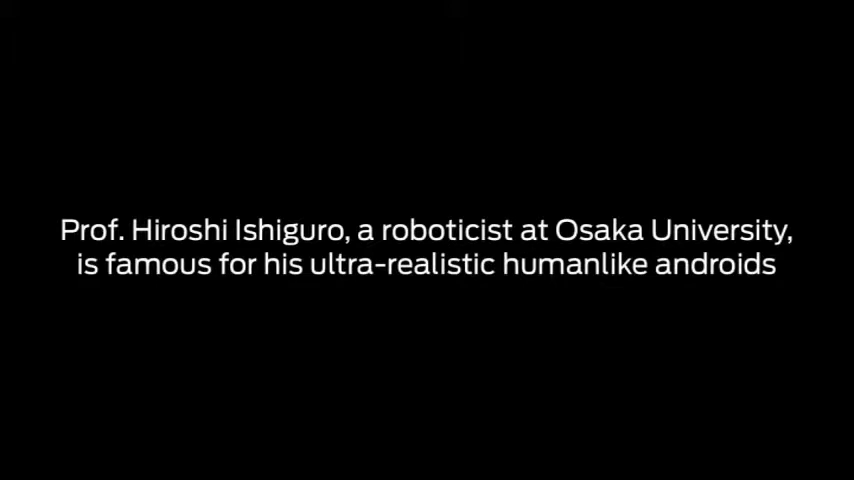 Prof. Hiroshi Ishiguro, a roboticist at Osaka University,
is famous for his ultra-realistic humanlike androids